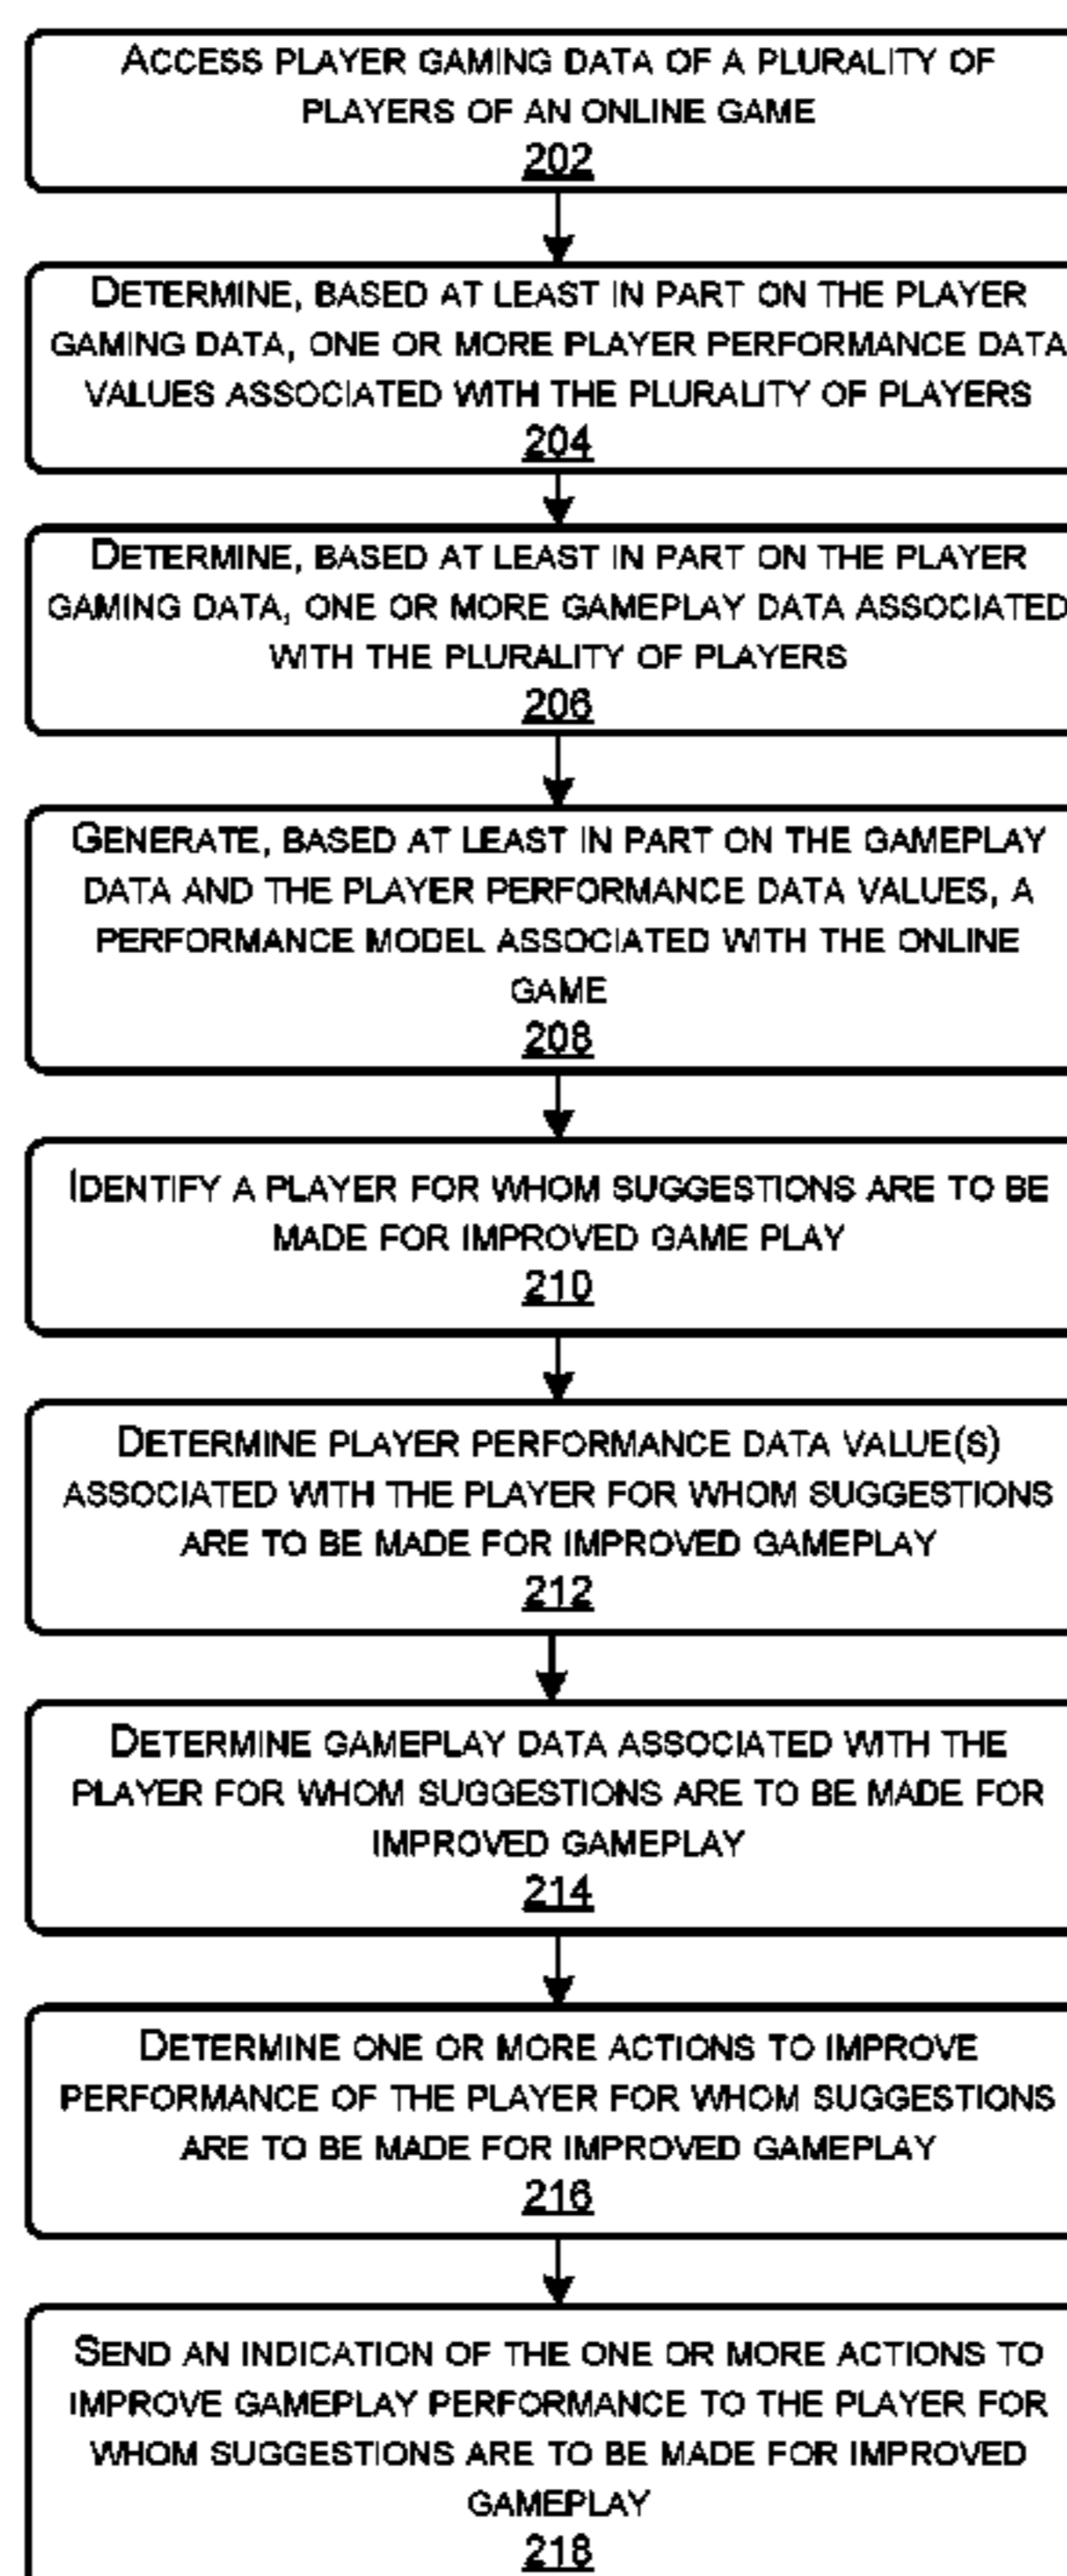 ACCESS PLAYER GAMING DATA OF A PLURALITY OF
PLAYERS OF AN ONLINE GAME
202
DETERMINE, BASED AT LEAST IN PART ON THE PLAYER
GAMING DATA, ONE OR MORE PLAYER PERFORMANCE DATA
VALUES ASSOCIATED WITH THE PLURALITY OF PLAYERS
204
DETERMINE, BASED AT LEAST IN PART ON THE PLAYER
GAMING DATA, ONE OR MORE GAMEPLAY DATA ASSOCIATED
WITH THE PLURALITY OF PLAYERS
206
GENERATE, BASED AT LEAST IN PART ON THE GAMEPLAY
DATA AND THE PLAYER PERFORMANCE DATA VALUES, A
PERFORMANCE MODEL ASSOCIATED WITH THE ONLINE
GAME
208
IDENTIFY A PLAYER FOR WHOM SUGGESTIONS ARE TO BE
MADE FOR IMPROVED GAME PLAY
210
DETERMINE PLAYER PERFORMANCE DATA VALUE(S)
ASSOCIATED WITH THE PLAYER FOR WHOM SUGGESTIONS
ARE TO BE MADE FOR IMPROVED GAMEPLAY
212
DETERMINE GAMEPLAY DATA ASSOCIATED WITH THE
PLAYER FOR WHOM SUGGESTIONS ARE TO BE MADE FOR
IMPROVED GAMEPLAY
214
DETERMINE ONE OR MORE ACTIONS TO IMPROVE
PERFORMANCE OF THE PLAYER FOR WHOM SUGGESTIONS
ARE TO BE MADE FOR IMPROVED GAMEPLAY
216
SEND AN INDICATION OF THE ONE OR MORE ACTIONS TO
IMPROVE GAMEPLAY PERFORMANCE TO THE PLAYER FOR
WHOM SUGGESTIONS ARE TO BE MADE FOR IMPROVED
GAMEPLAY
218